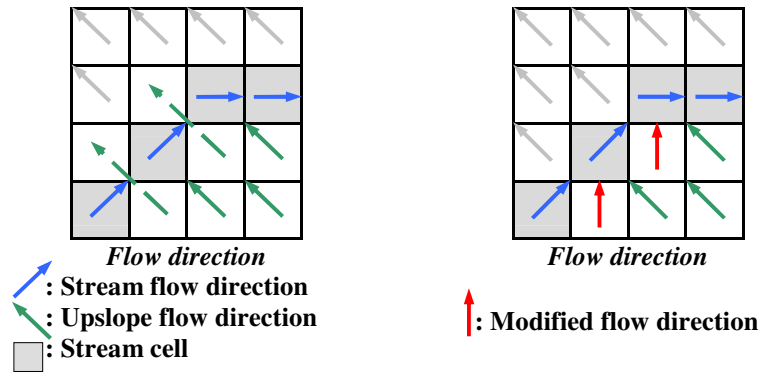 Flow direction
: Stream flow direction
: Upslope flow direction
: Stream cell
Flow direction
: Modified flow direction